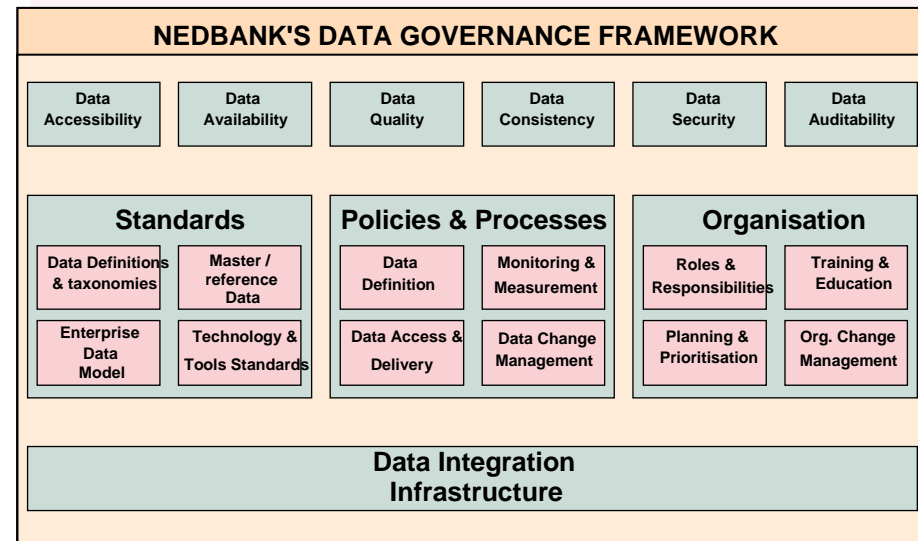 NEDBANK'S DATA GOVERNANCE FRAMEWORK
Data
Accessibility
Data
Availability
Data
Quality
Data
Consistency
Data
Security
Data
Auditability
Standards
Data Definitions
& taxonomies
Master /
reference
Data
Enterprise
Data
Model
Technology &
Tools Standards
Policies & Processes
Data
Definition
Monitoring &
Measurement
Data Access &
Delivery
Data Change
Management
Organisation
Roles &
Responsibilities
Training &
Education
Planning &
Prioritisation
Org. Change
Management
Data Integration
Infrastructure